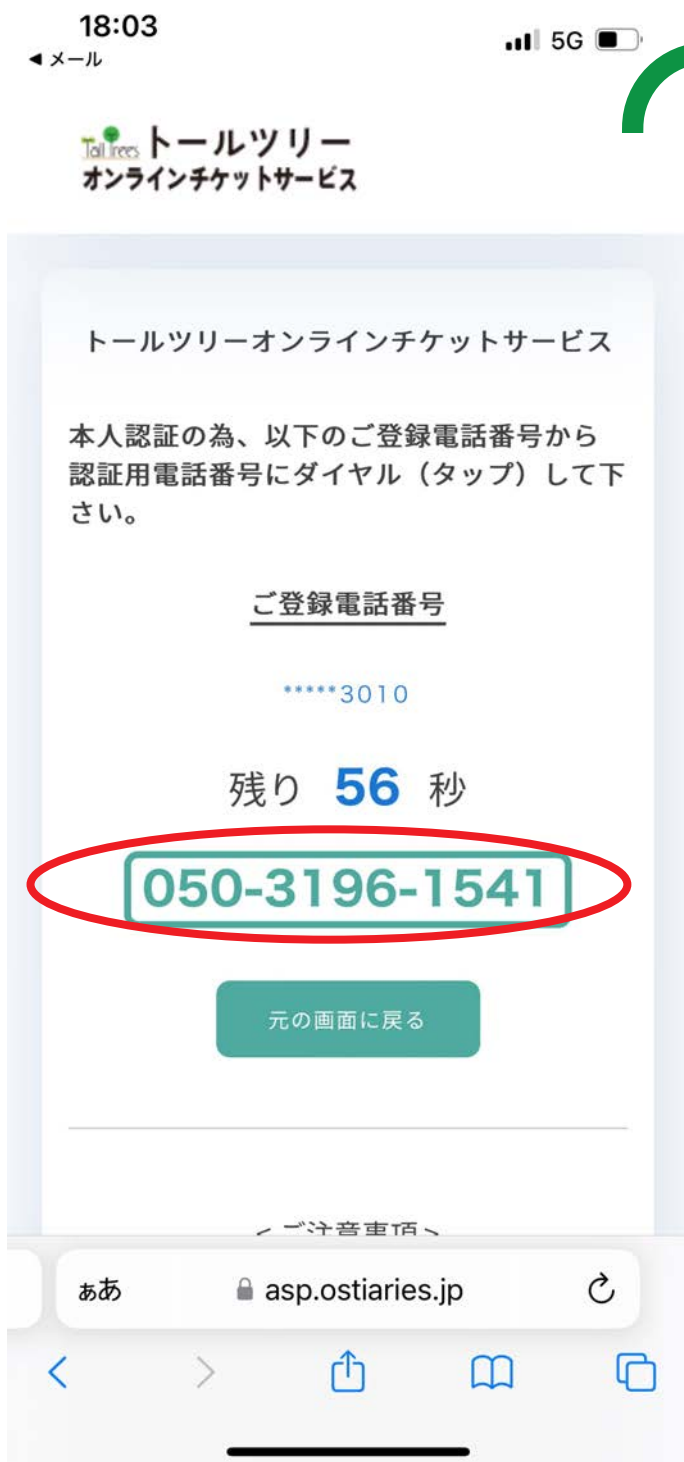 18:03
5G
◀ メール
Tall Trees トールツリー
オンラインチケットサービス
トールツリーオンラインチケットサービス
本人認証の為、以下のご登録電話番号から
認証用電話番号にダイヤル（タップ）して下
さい。
ご登録電話番号
*****3010
残り 56 秒
050-3196-1541
元の画面に戻る
＜ご注意事項＞
ぁあ
asp.ostiaries.jp